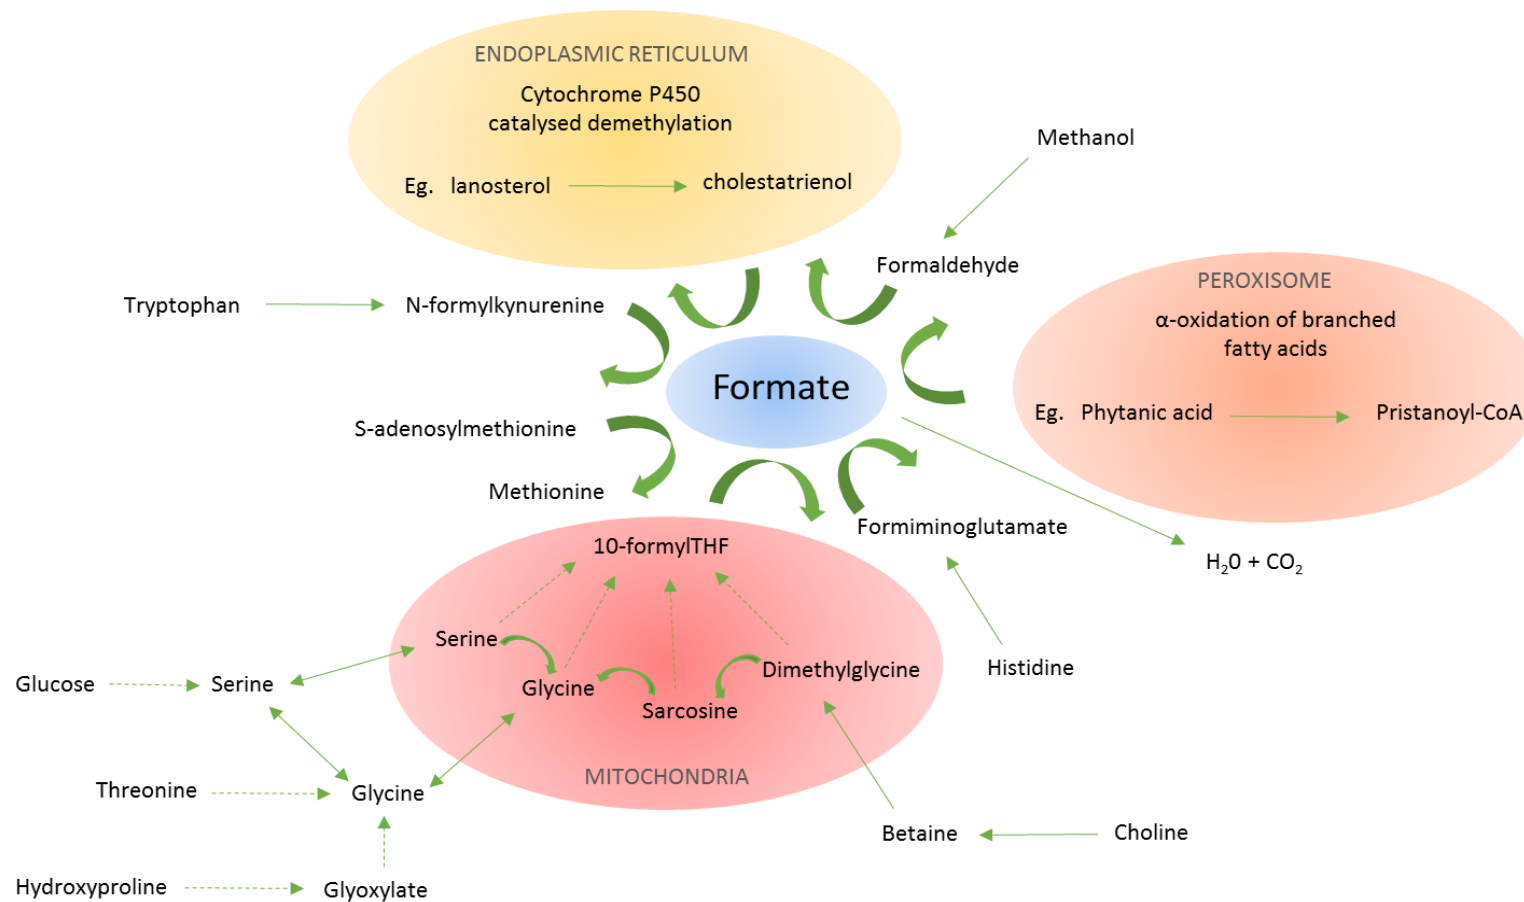 ENDOPLASMIC RETICULUM
Cytochrome P450
catalysed demethylation
Eg. lanosterol
cholestatrienol
Methanol
Formaldehyde
Tryptophan
N-formylkynurenine
PEROXISOME
α-oxidation of branched
fatty acids
Eg. Phytanic acid
Pristanoyl-CoA
Formate
S-adenosylmethionine
Methionine
Formiminoglutamate
H₂0 + CO₂
10-formylTHF
Serine
Glycine
Sarcosine
Dimethylglycine
MITOCHONDRIA
Histidine
Glucose
Serine
Threonine
Glycine
Betaine
Choline
Hydroxyproline
Glyoxylate